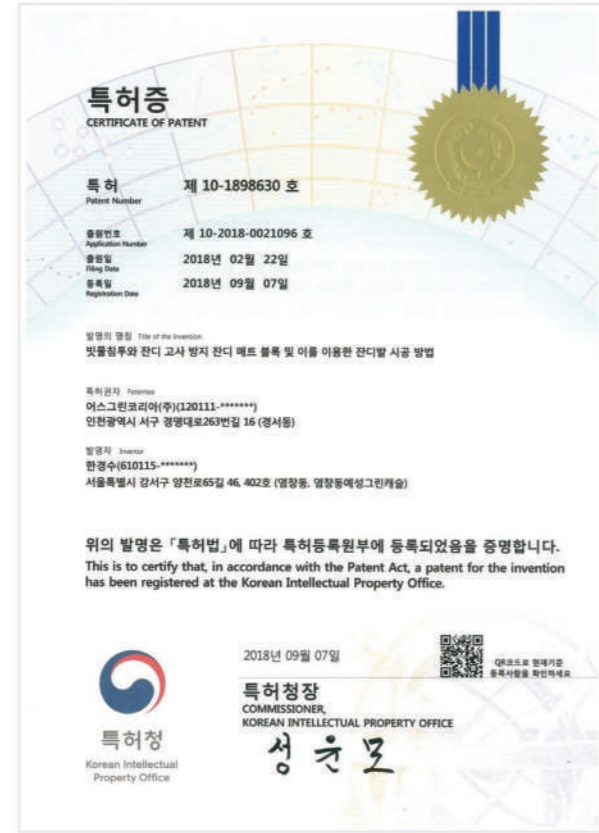 특허증
CERTIFICATE OF PATENT
특 허 제 10-1898630 호
Patent Number
출원번호 제 10-2018-0021096 호
Application Number
출원일 2018년 02월 22일
Filing Date
등록일 2018년 09월 07일
Registration Date
발명의 명칭 Title of the Invention
빗물침투와 잔디 고사 방지 잔디 매트 블록 및 이를 이용한 잔디밭 시공 방법
특허권자 Patentee
어스그린코리아(주)(120111-*******)
인천광역시 서구 경명대로263번길 16 (경서동)
발명자 Inventor
한경수(610115-*******)
서울특별시 강서구 양천로65길 46, 402호 (염창동, 염창동예성그린캐슬)
위의 발명은 「특허법」에 따라 특허등록원부에 등록되었음을 증명합니다.
This is to certify that, in accordance with the Patent Act, a patent for the invention
has been registered at the Korean Intellectual Property Office.
2018년 09월 07일
QR코드로 현재기준
등록사항을 확인하세요
특허청장
COMMISSIONER,
KOREAN INTELLECTUAL PROPERTY OFFICE
성윤모
특허청
Korean Intellectual
Property Office